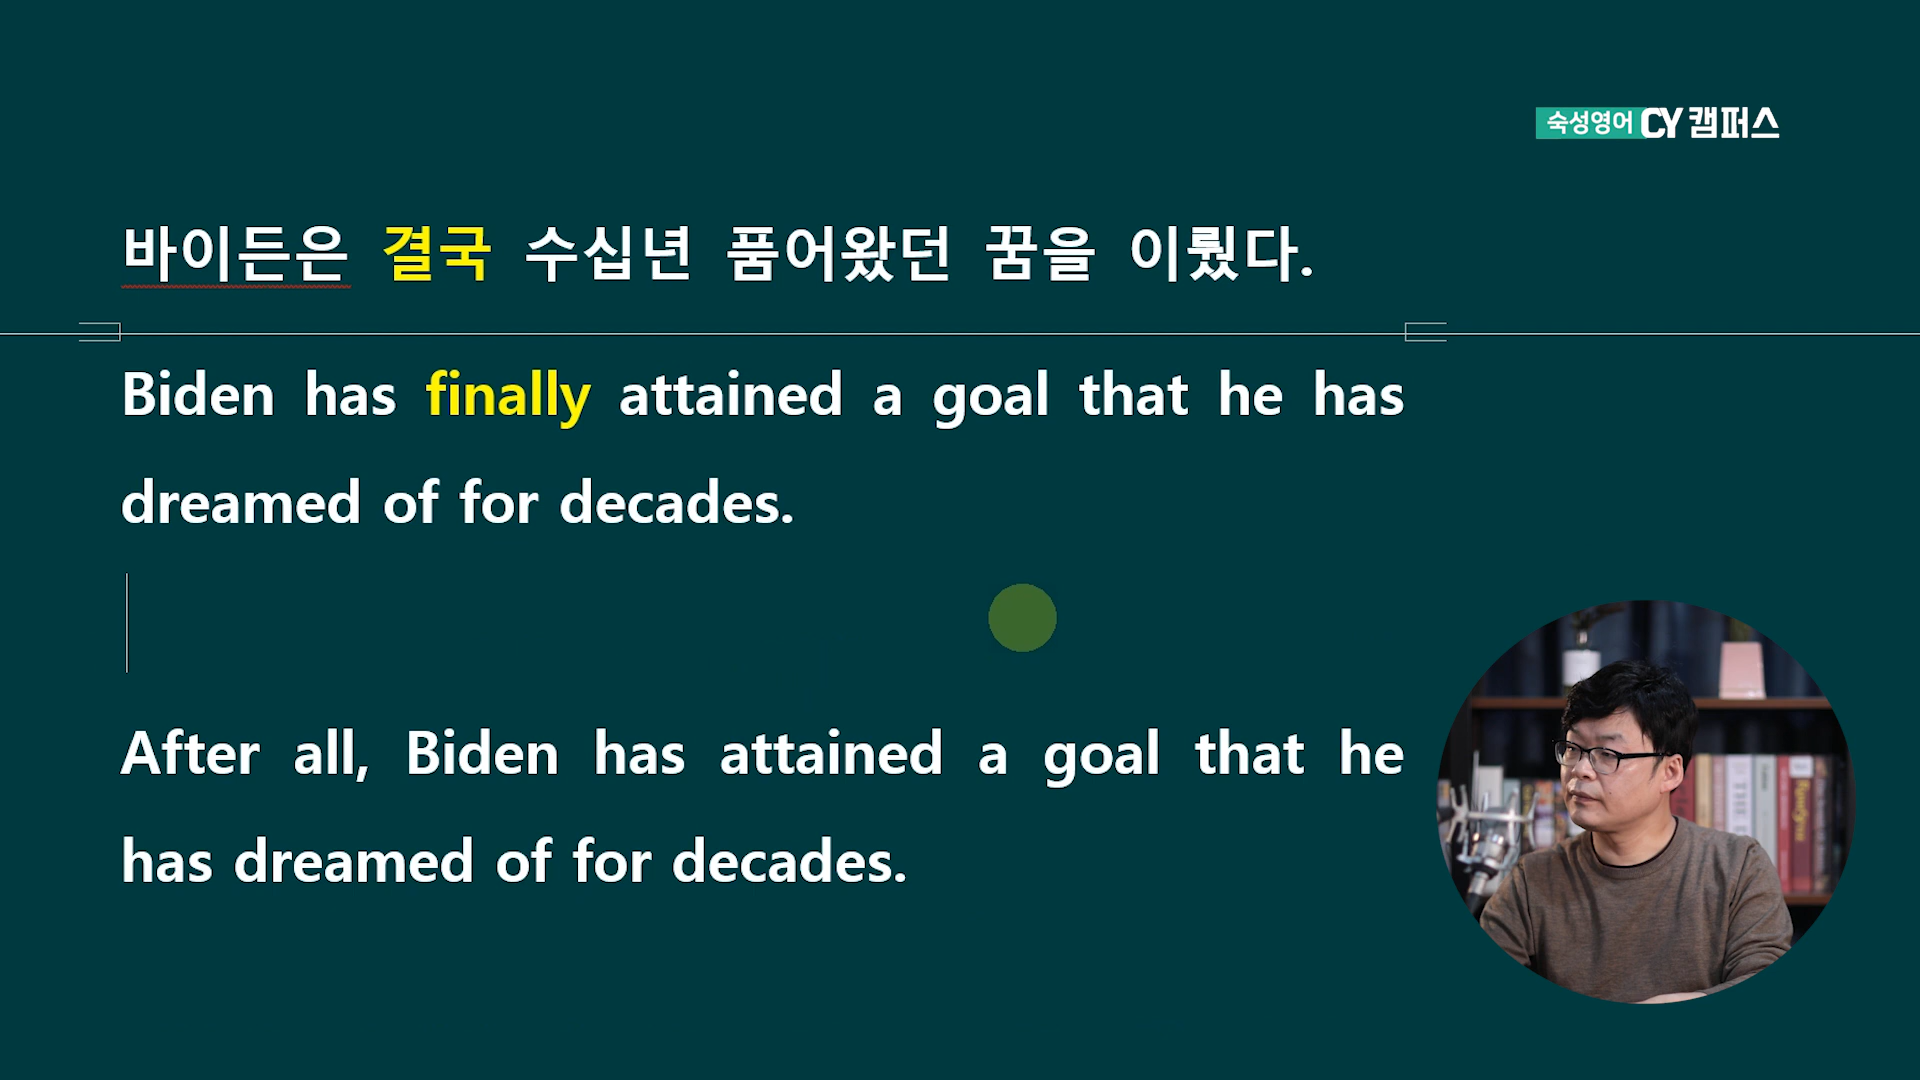 숙성영어 CY캠퍼스
바이든은 결국 수십년 품어왔던 꿈을 이뤘다.
Biden has finally attained a goal that he has
dreamed of for decades.
After all, Biden has attained a goal that he
has dreamed of for decades.